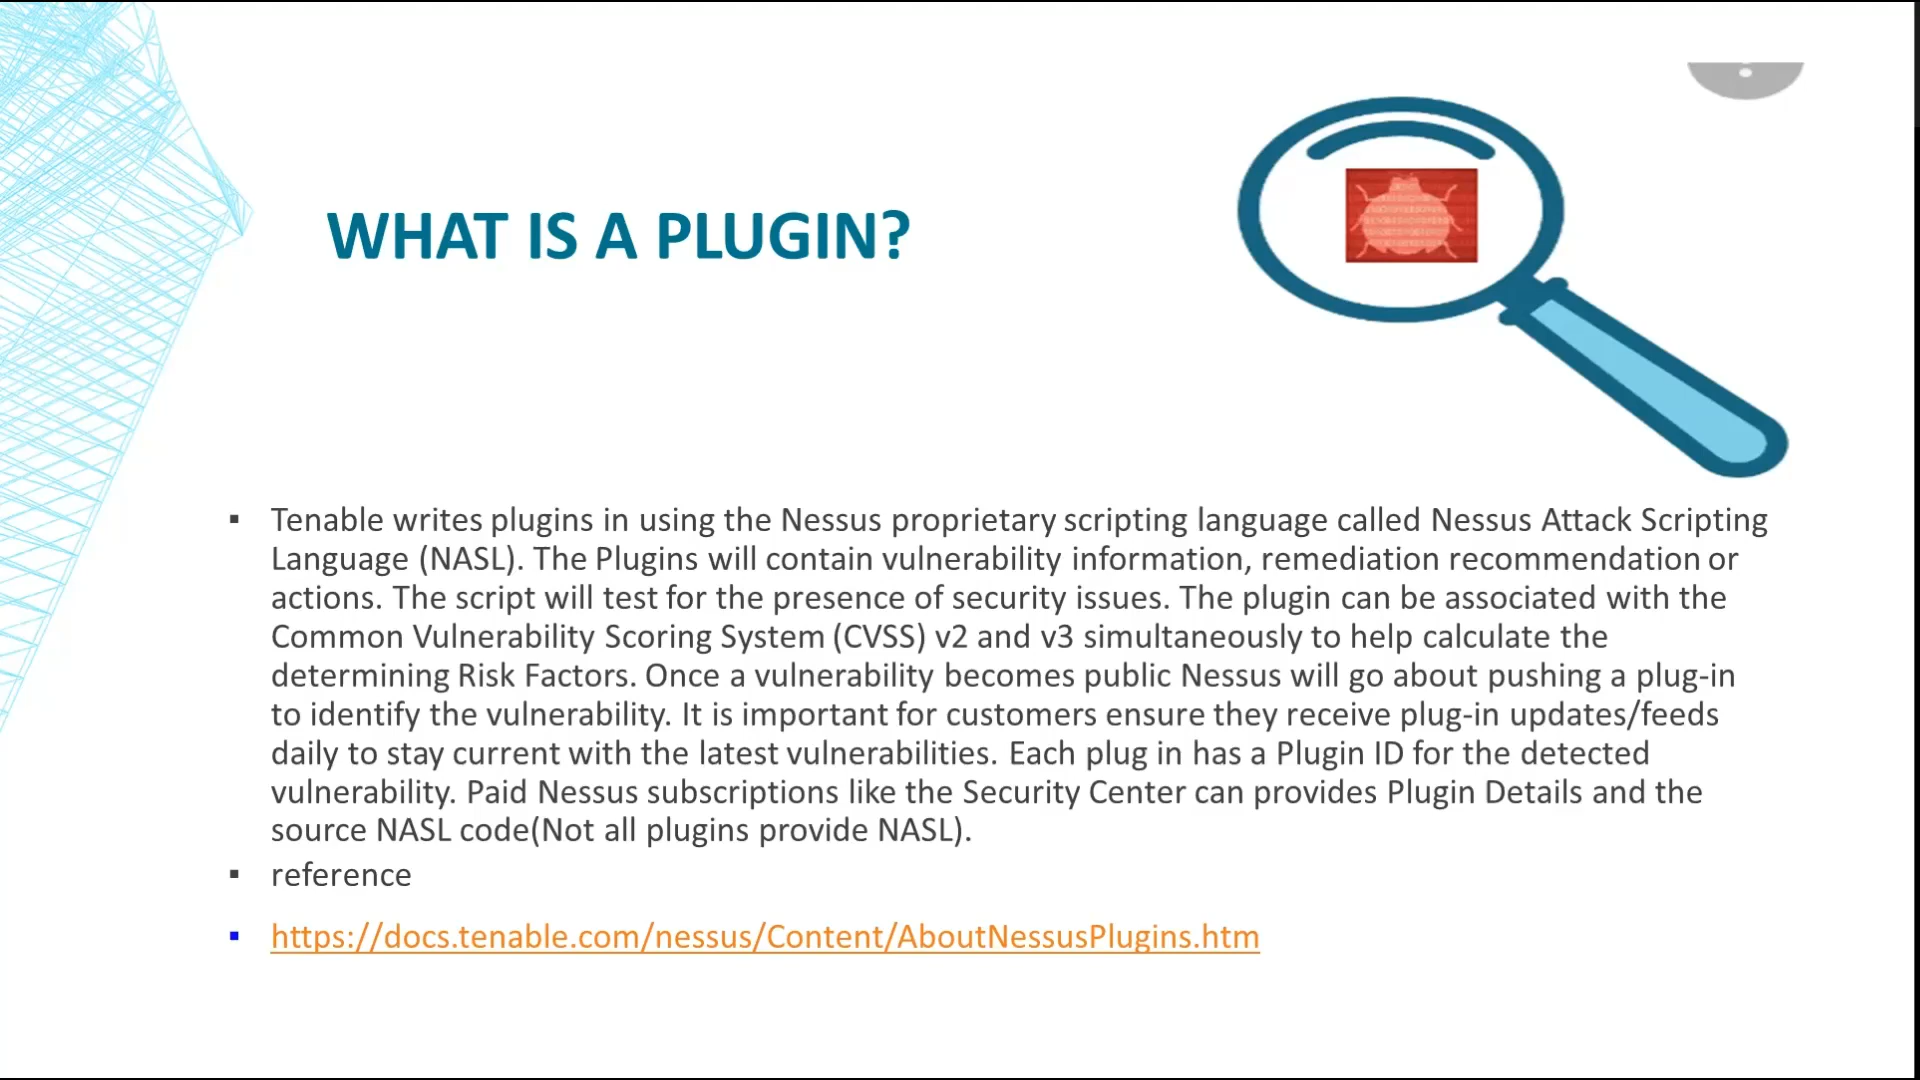 WHAT IS A PLUGIN?
▪ Tenable writes plugins in using the Nessus proprietary scripting language called Nessus Attack Scripting
Language (NASL). The Plugins will contain vulnerability information, remediation recommendation or
actions. The script will test for the presence of security issues. The plugin can be associated with the
Common Vulnerability Scoring System (CVSS) v2 and v3 simultaneously to help calculate the
determining Risk Factors. Once a vulnerability becomes public Nessus will go about pushing a plug-in
to identify the vulnerability. It is important for customers ensure they receive plug-in updates/feeds
daily to stay current with the latest vulnerabilities. Each plug in has a Plugin ID for the detected
vulnerability. Paid Nessus subscriptions like the Security Center can provides Plugin Details and the
source NASL code(Not all plugins provide NASL).
▪ reference
▪ https://docs.tenable.com/nessus/Content/AboutNessusPlugins.htm